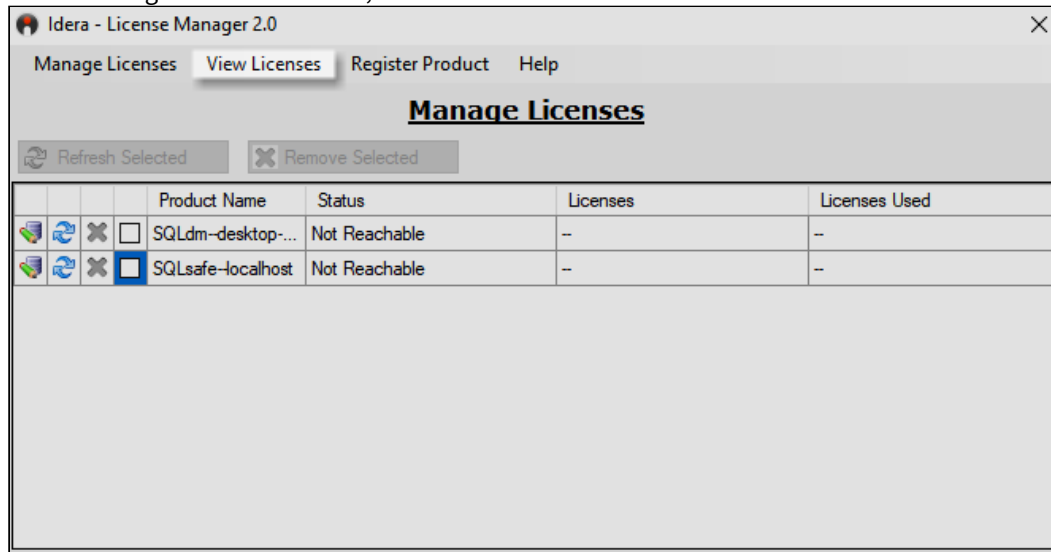 Idera - License Manager 2.0
Manage Licenses View Licenses Register Product Help
Manage Licenses
Refresh Selected Remove Selected
Product Name Status Licenses Licenses Used
SQLdm--desktop-... Not Reachable -- --
SQLsafe--localhost Not Reachable -- --